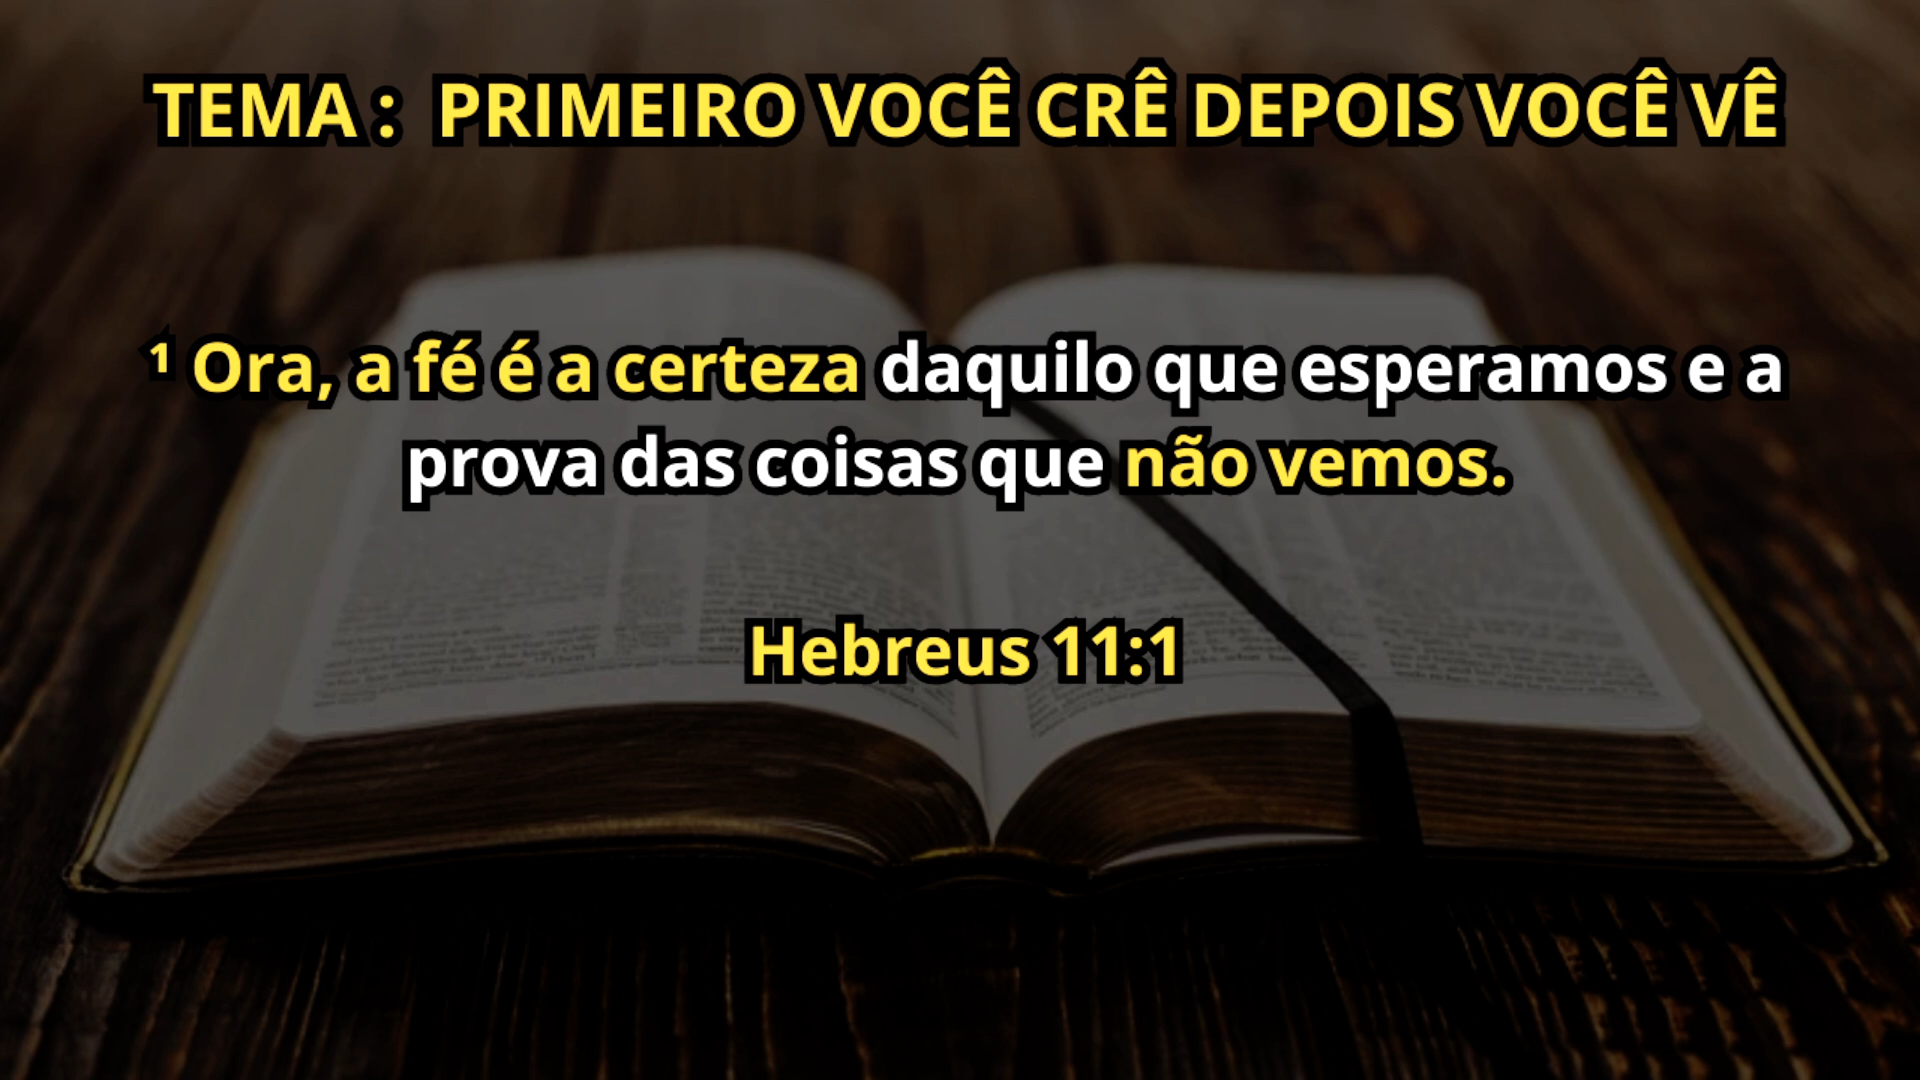 TEMA : PRIMEIRO VOCÊ CRÊ DEPOIS VOCÊ VÊ
¹ Ora, a fé é a certeza daquilo que esperamos e a
prova das coisas que não vemos.
Hebreus 11:1